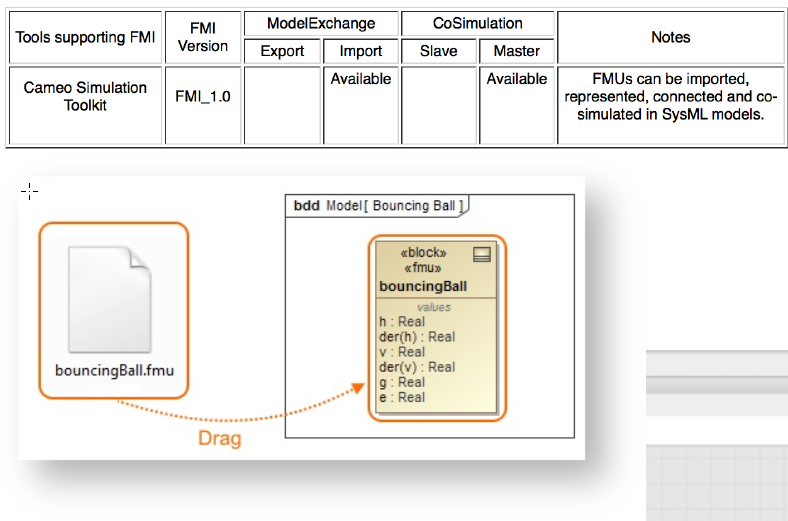 Tools supporting FMI
FMI
Version
ModelExchange
CoSimulation
Notes
Export
Import
Slave
Master
Cameo Simulation
Toolkit
FMI_1.0
Available
Available
FMUs can be imported,
represented, connected and co-
simulated in SysML models.
bdd Model[ Bouncing Ball ]
«block»
«fmu»
bouncingBall
values
h : Real
der(h) : Real
v : Real
der(v) : Real
g : Real
e : Real
bouncingBall.fmu
Drag